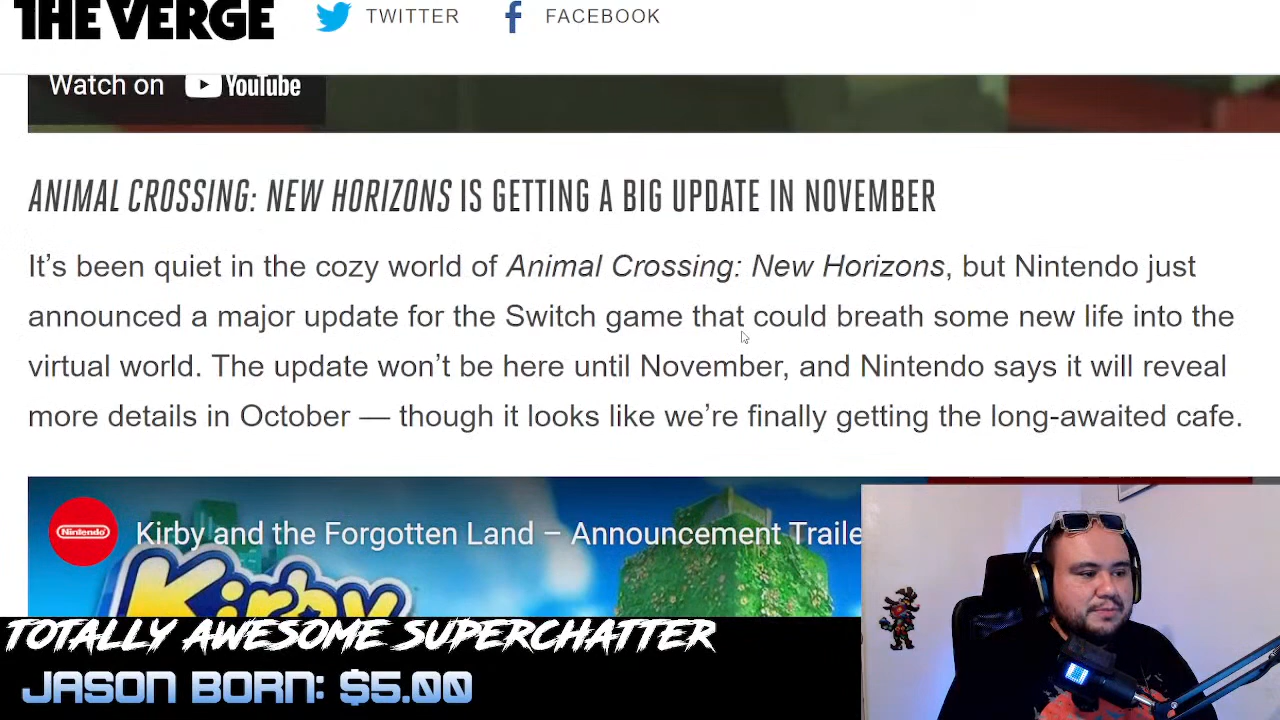 THE VERGE
TWITTER
FACEBOOK
Watch on YouTube
ANIMAL CROSSING: NEW HORIZONS IS GETTING A BIG UPDATE IN NOVEMBER
It’s been quiet in the cozy world of Animal Crossing: New Horizons, but Nintendo just
announced a major update for the Switch game that could breath some new life into the
virtual world. The update won’t be here until November, and Nintendo says it will reveal
more details in October — though it looks like we’re finally getting the long-awaited cafe.
Nintendo
Kirby and the Forgotten Land – Announcement Traile
Kirby
TOTALLY AWESOME SUPERCHATTER
JASON BORN: $5.00